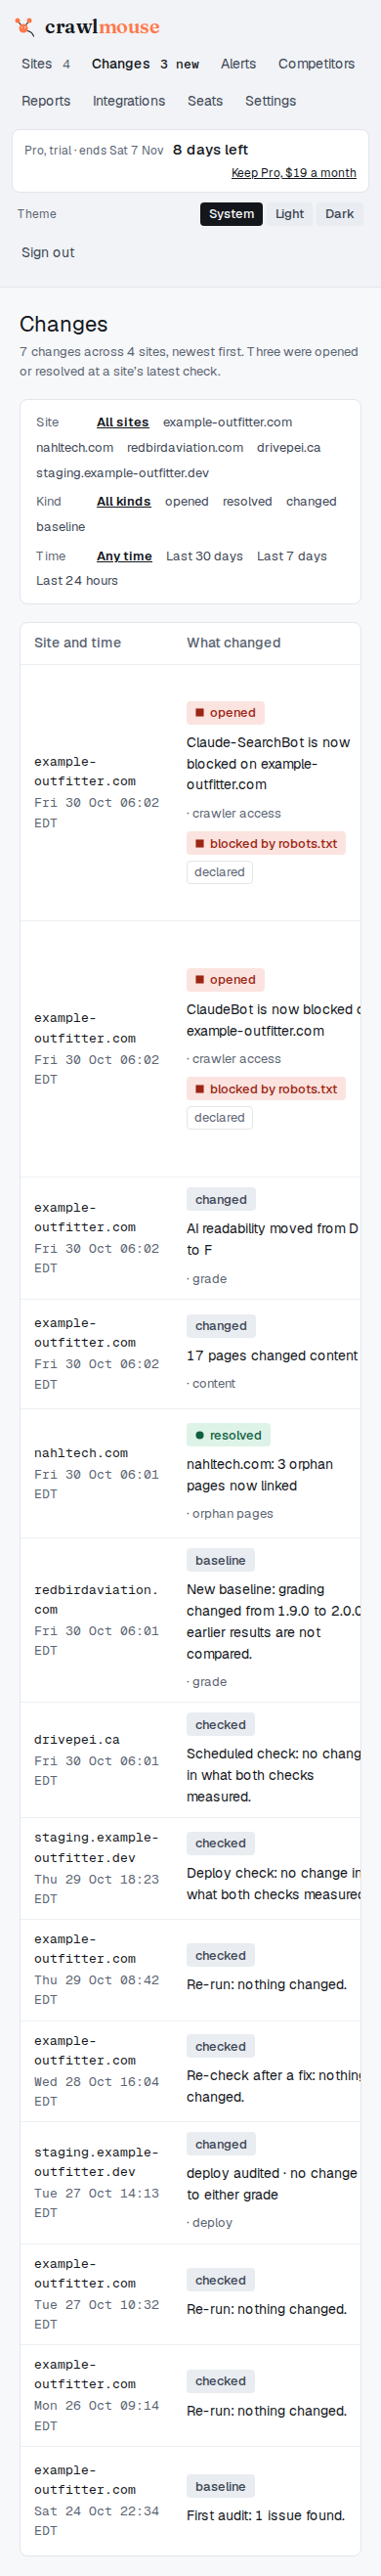 crawlmouse
Sites 4 Changes 3 new Alerts Competitors
Reports Integrations Seats Settings
Pro, trial · ends Sat 7 Nov 8 days left
Keep Pro, $19 a month
Theme System Light Dark
Sign out
Changes
7 changes across 4 sites, newest first. Three were opened
or resolved at a site's latest check.
Site All sites example-outfitter.com
nahltech.com redbirdaviation.com drivepei.ca
staging.example-outfitter.dev
Kind All kinds opened resolved changed
baseline
Time Any time Last 30 days Last 7 days
Last 24 hours
Site and time What changed
example-
outfitter.com
Fri 30 Oct 06:02
EDT
opened
Claude-SearchBot is now
blocked on example-
outfitter.com
· crawler access
blocked by robots.txt
declared
example-
outfitter.com
Fri 30 Oct 06:02
EDT
opened
ClaudeBot is now blocked
example-outfitter.com
· crawler access
blocked by robots.txt
declared
example-
outfitter.com
Fri 30 Oct 06:02
EDT
changed
AI readability moved from D
to F
· grade
example-
outfitter.com
Fri 30 Oct 06:02
EDT
changed
17 pages changed content
· content
nahltech.com
Fri 30 Oct 06:01
EDT
resolved
nahltech.com: 3 orphan
pages now linked
· orphan pages
redbirdaviation.
com
Fri 30 Oct 06:01
EDT
baseline
New baseline: grading
changed from 1.9.0 to 2.0.0
earlier results are not
compared.
· grade
drivepei.ca
Fri 30 Oct 06:01
EDT
checked
Scheduled check: no chang
in what both checks
measured.
staging.example-
outfitter.dev
Thu 29 Oct 18:23
EDT
checked
Deploy check: no change in
what both checks measured
example-
outfitter.com
Thu 29 Oct 08:42
EDT
checked
Re-run: nothing changed.
example-
outfitter.com
Wed 28 Oct 16:04
EDT
checked
Re-check after a fix: nothing
changed.
staging.example-
outfitter.dev
Tue 27 Oct 14:13
EDT
changed
deploy audited · no change
to either grade
· deploy
example-
outfitter.com
Tue 27 Oct 10:32
EDT
checked
Re-run: nothing changed.
example-
outfitter.com
Mon 26 Oct 09:14
EDT
checked
Re-run: nothing changed.
example-
outfitter.com
Sat 24 Oct 22:34
EDT
baseline
First audit: 1 issue found.